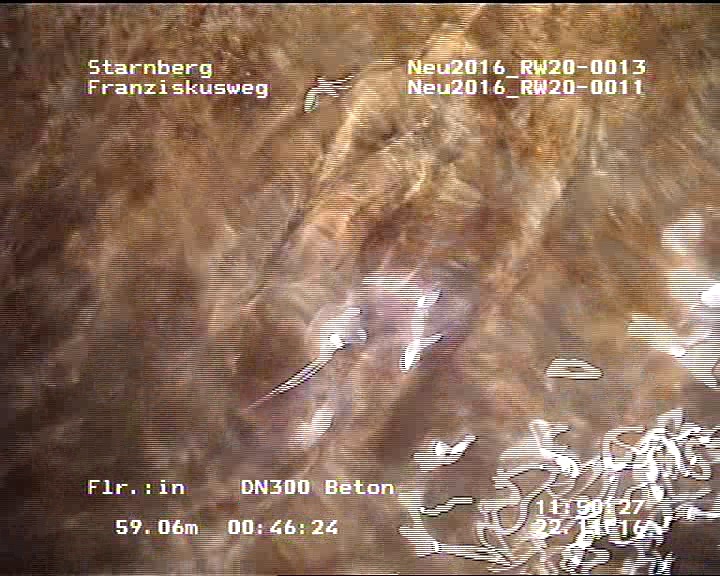 Starnberg Neu2016_RW20-0013
Franziskusweg Neu2016_RW20-0011
Flr.:in DN300 Beton
59.06m 00:46:24